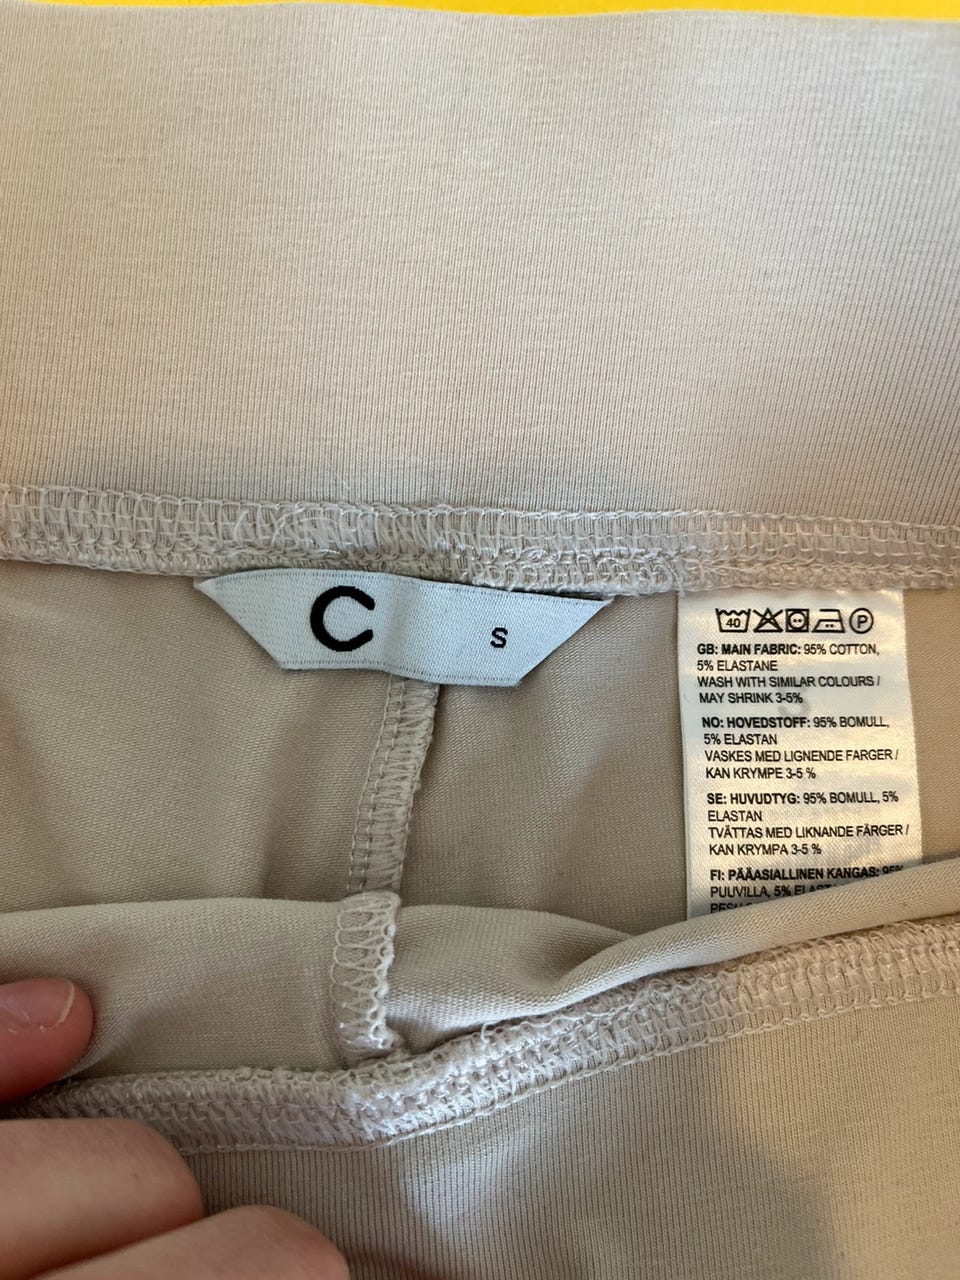 C S
40 P
GB: MAIN FABRIC: 95% COTTON,
5% ELASTANE
WASH WITH SIMILAR COLOURS /
MAY SHRINK 3-5%
NO: HOVEDSTOFF: 95% BOMULL,
5% ELASTAN
VASKES MED LIGNENDE FARGER /
KAN KRYMPE 3-5 %
SE: HUVUDTYG: 95% BOMULL, 5%
ELASTAN
TVÄTTAS MED LIKNANDE FÄRGER /
KAN KRYMPA 3-5 %
FI: PÄÄASIALLINEN KANGAS: 95%
PUUVILLA, 5%